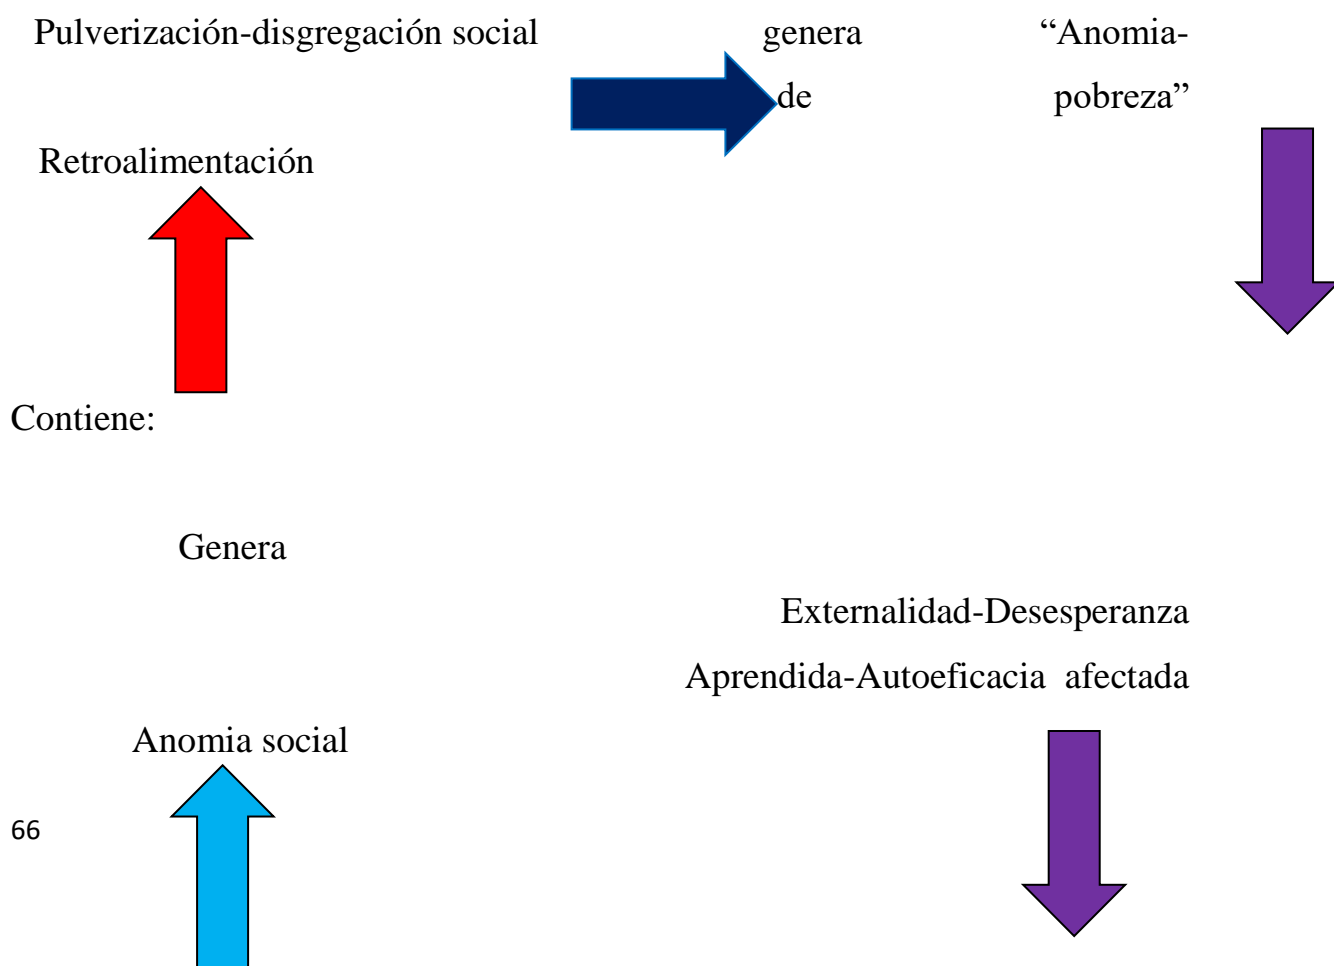 Pulverización-disgregación social genera “Anomia-
de pobreza”
Retroalimentación
Contiene:
Genera
Externalidad-Desesperanza
Aprendida-Autoeficacia afectada
Anomia social
66